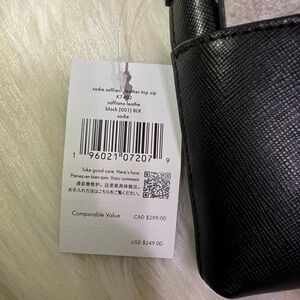 sadie saffiano leather top zip
saffiano leathe
black (001) BLK
sadie
1 96021 07207 9
Take good care. Here's how.
Prenez-en bien soin. Voici comment.
Comparable Value
CAD $299.00
USD $249.00